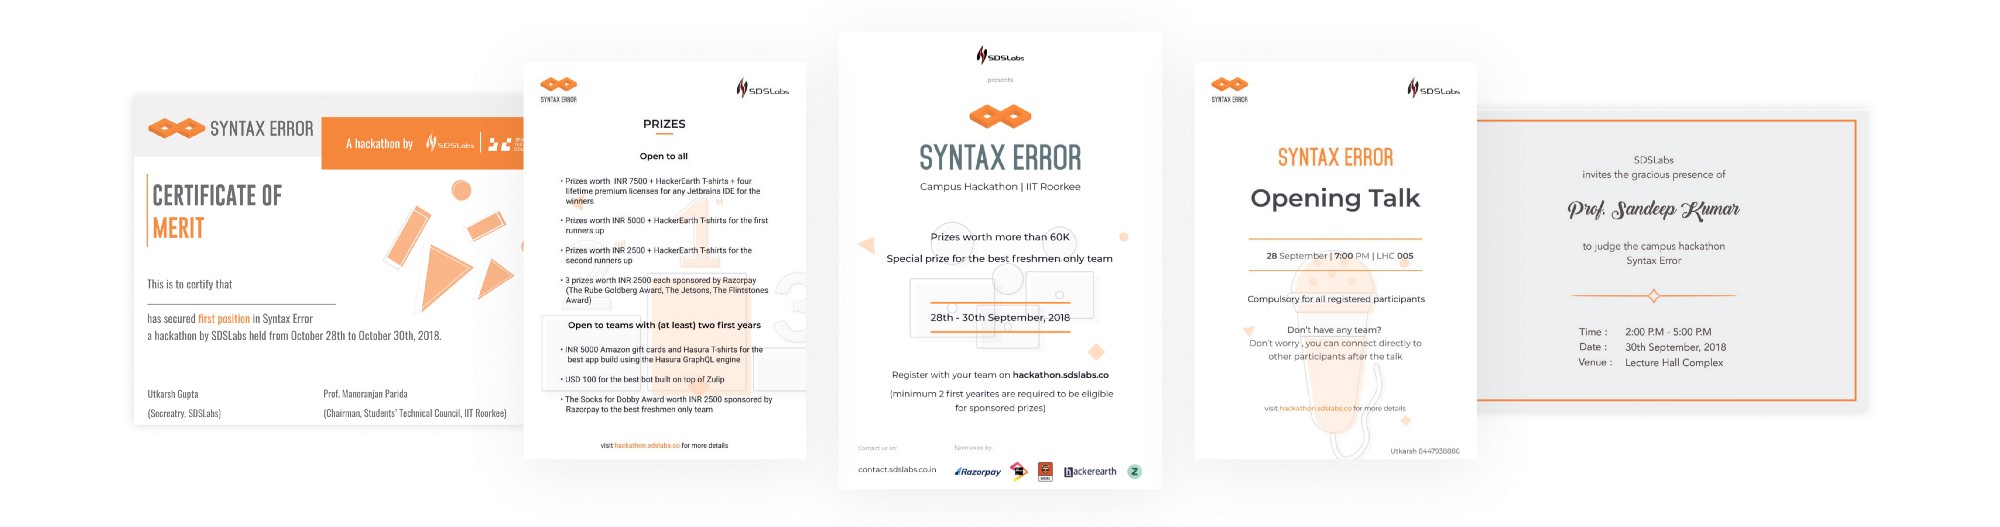 SYNTAX ERROR
A hackathon by SDSLabs
CERTIFICATE OF
MERIT
This is to certify that
has secured first position in Syntax Error
a hackathon by SDSLabs held from October 28th to October 30th, 2018.
Utkarsh Gupta
(Secreatry, SDSLabs)
Prof. Manoranjan Parida
(Chairman, Students' Technical Council, IIT Roorkee)
SYNTAX ERROR
SDSLabs
PRIZES
Open to all
• Prizes worth INR 7500 + HackerEarth T-shirts + four
lifetime premium licenses for any Jetbrains IDE for the
winners
• Prizes worth INR 5000 + HackerEarth T-shirts for the first
runners up
• Prizes worth INR 2500 + HackerEarth T-shirts for the
second runners up
• 3 prizes worth INR 2500 each sponsored by Razorpay
(The Rube Goldberg Award, The Jetsons, The Flintstones
Award)
Open to teams with (at least) two first years
• INR 5000 Amazon gift cards and Hasura T-shirts for the
best app build using the Hasura GraphQL engine
• USD 100 for the best bot built on top of Zulip
• The Socks for Dobby Award worth INR 2500 sponsored by
Razorpay to the best freshmen only team
visit hackathon.sdslabs.co for more details
1st
2
3
SDSLabs
presents
SYNTAX ERROR
Campus Hackathon | IIT Roorkee
Prizes worth more than 60K
Special prize for the best freshmen only team
28th - 30th September, 2018
Register with your team on hackathon.sdslabs.co
(minimum 2 first yearites are required to be eligible
for sponsored prizes)
Contact us on:
contact.sdslabs.co.in
Sponsored by:
Razorpay
hackerearth
Z
SYNTAX ERROR
SDSLabs
SYNTAX ERROR
Opening Talk
28 September | 7:00 PM | LHC 005
Compulsory for all registered participants
Don't have any team?
Don't worry , you can connect directly to
other participants after the talk
visit hackathon.sdslabs.co for more details
Utkarsh 8447938886
SDSLabs
invites the gracious presence of
Prof. Sandeep Kumar
to judge the campus hackathon
Syntax Error
Time : 2:00 P.M - 5:00 P.M
Date : 30th September, 2018
Venue : Lecture Hall Complex